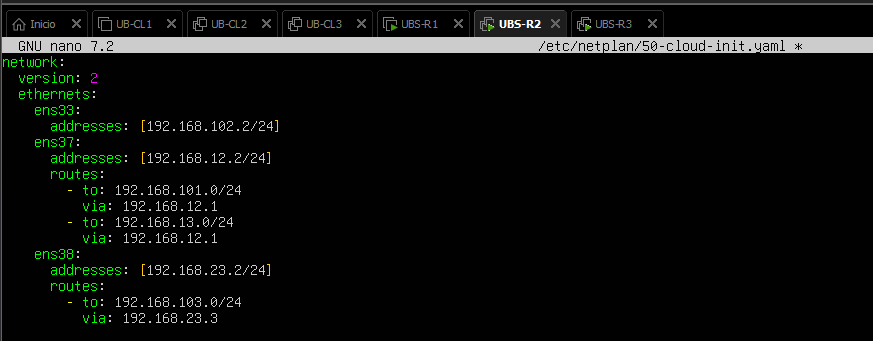 Inicio UB-CL1 UB-CL2 UB-CL3 UBS-R1 UBS-R2 UBS-R3
GNU nano 7.2 /etc/netplan/50-cloud-init.yaml *
network:
  version: 2
  ethernets:
    ens33:
      addresses: [192.168.102.2/24]
    ens37:
      addresses: [192.168.12.2/24]
      routes:
        - to: 192.168.101.0/24
          via: 192.168.12.1
        - to: 192.168.13.0/24
          via: 192.168.12.1
    ens38:
      addresses: [192.168.23.2/24]
      routes:
        - to: 192.168.103.0/24
          via: 192.168.23.3